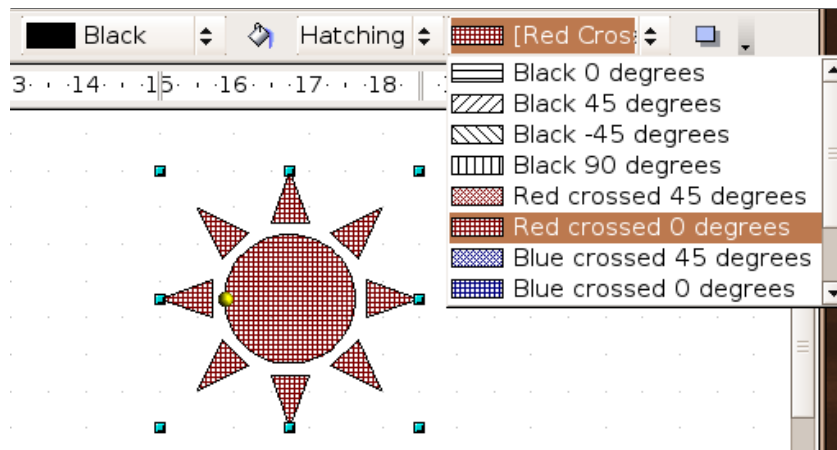 Black Hatching [Red Cros
3 · 14 · 15 · 16 · 17 · 18 ·
Black 0 degrees
Black 45 degrees
Black -45 degrees
Black 90 degrees
Red crossed 45 degrees
Red crossed 0 degrees
Blue crossed 45 degrees
Blue crossed 0 degrees